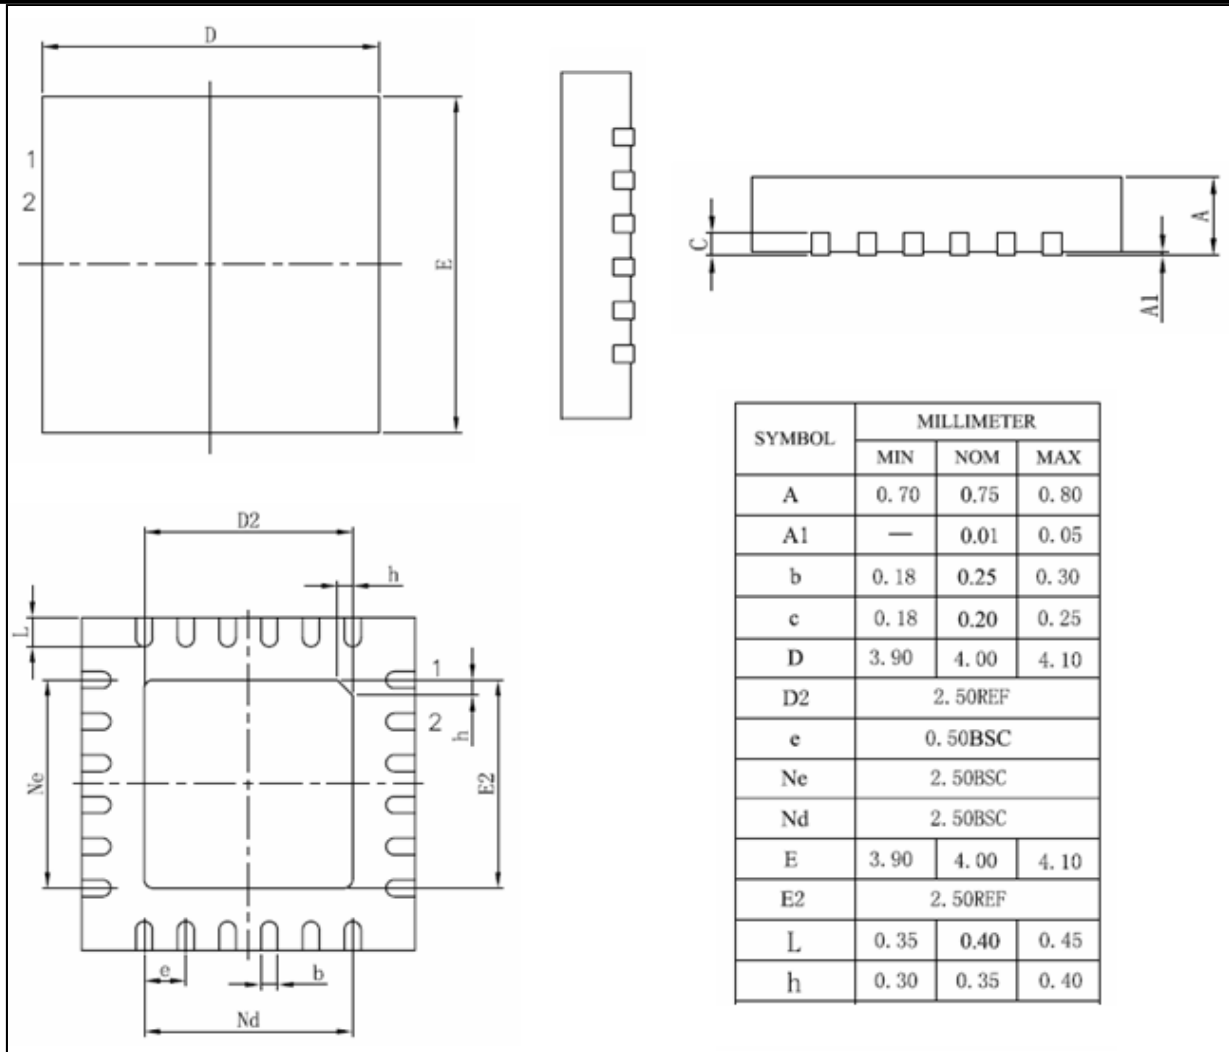 D
1
2
E
C
A
A1
D2
h
L
1
2
h
Ne
E2
e
b
Nd
SYMBOL MILLIMETER
MIN NOM MAX
A 0.70 0.75 0.80
A1 — 0.01 0.05
b 0.18 0.25 0.30
c 0.18 0.20 0.25
D 3.90 4.00 4.10
D2 2.50REF
e 0.50BSC
Ne 2.50BSC
Nd 2.50BSC
E 3.90 4.00 4.10
E2 2.50REF
L 0.35 0.40 0.45
h 0.30 0.35 0.40